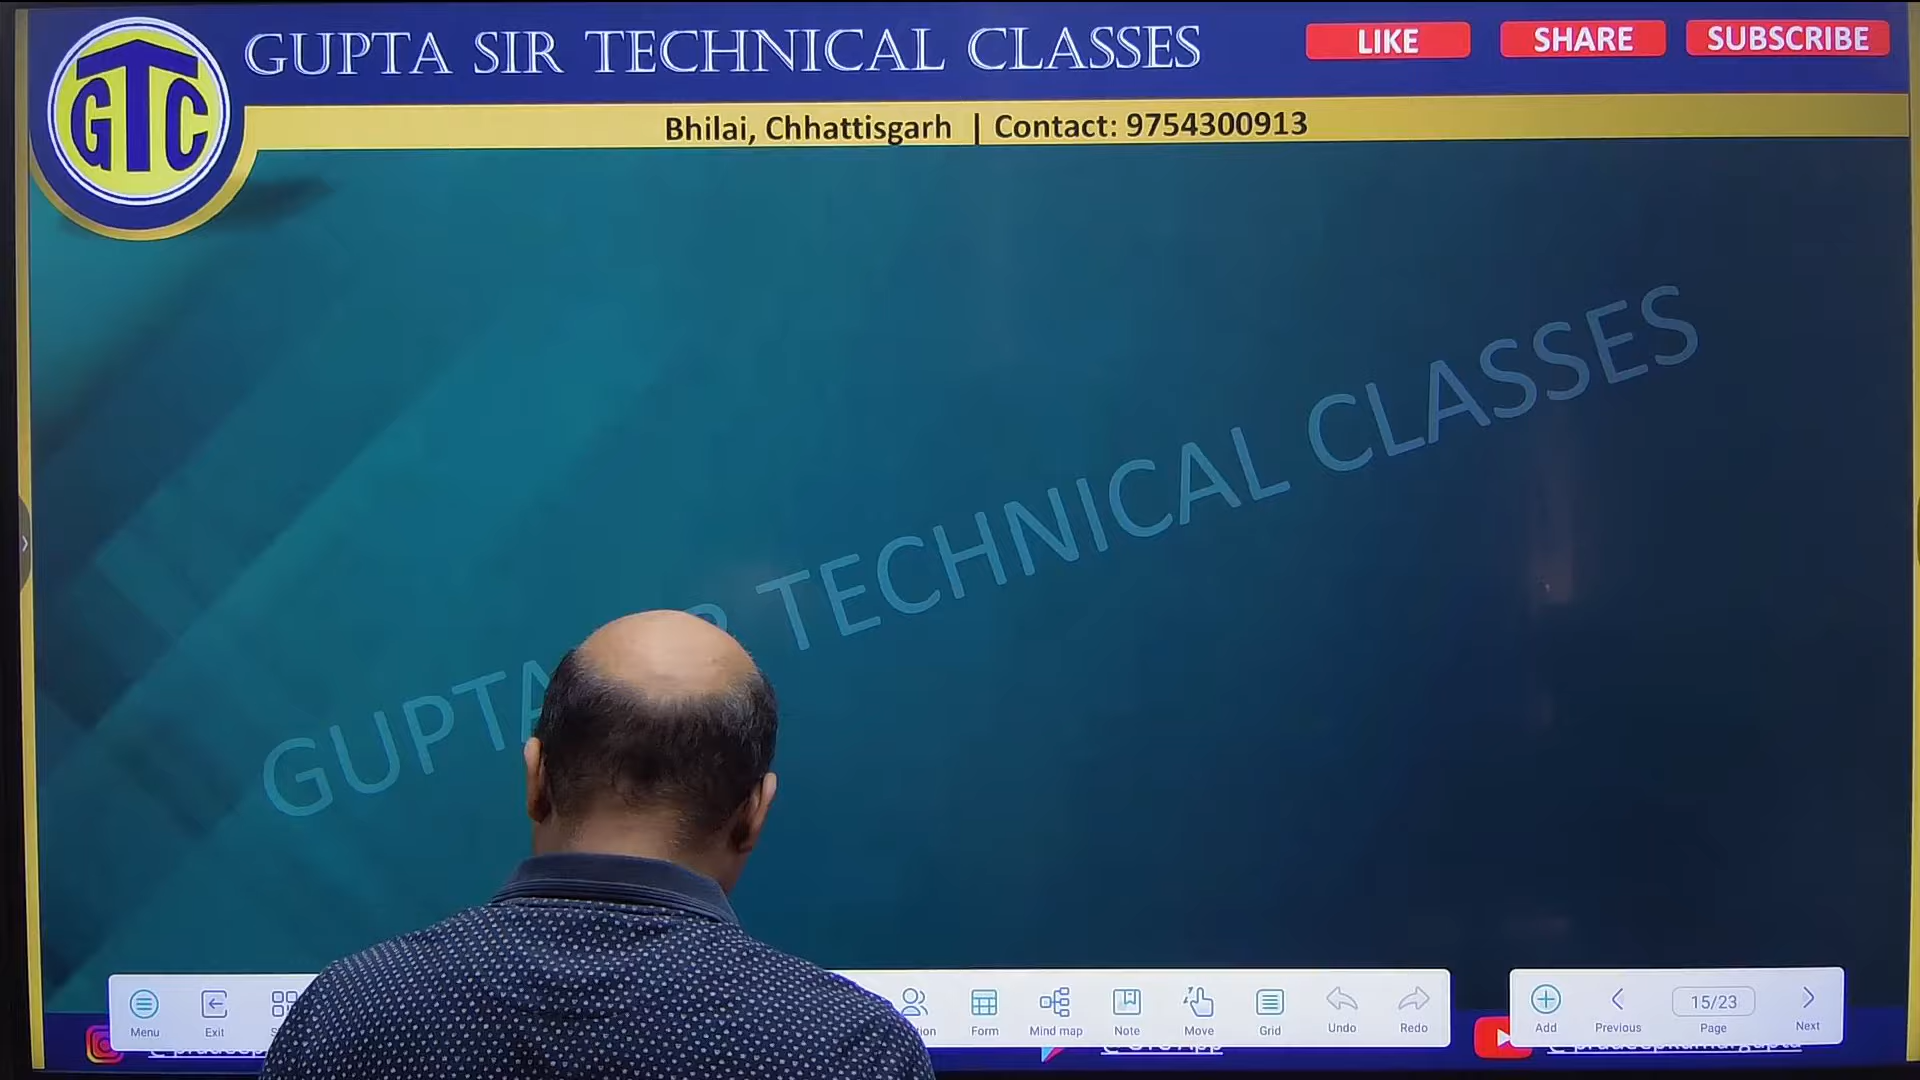 GTC
GUPTA SIR TECHNICAL CLASSES
LIKE
SHARE
SUBSCRIBE
Bhilai, Chhattisgarh | Contact: 9754300913
GUPTA TECHNICAL CLASSES
Menu
Exit
Form
Mind map
Note
Move
Grid
Undo
Redo
Add
Previous
15/23
Page
Next